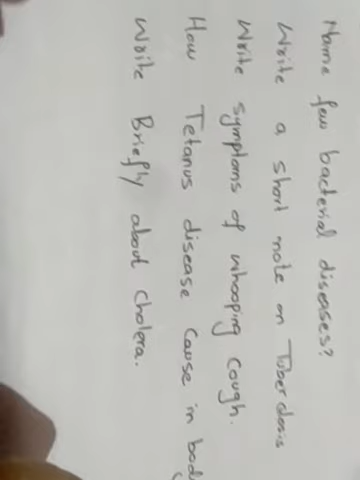 Name few bacterial diseases?
Write a short note on Tuberclosis
Write symptoms of whooping cough.
How Tetanus disease cause in body
Write Briefly about Cholera.